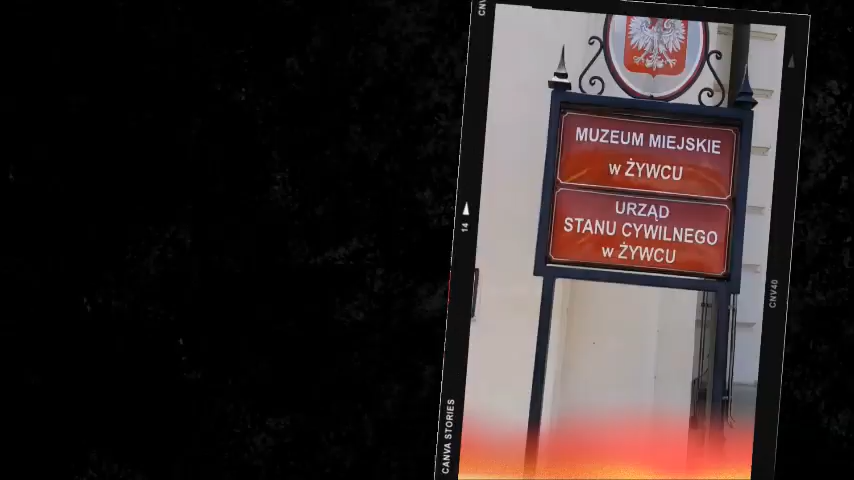 MUZEUM MIEJSKIE
w ŻYWCU
URZĄD
STANU CYWILNEGO
w ŻYWCU
14
CNV40
CANVA STORIES